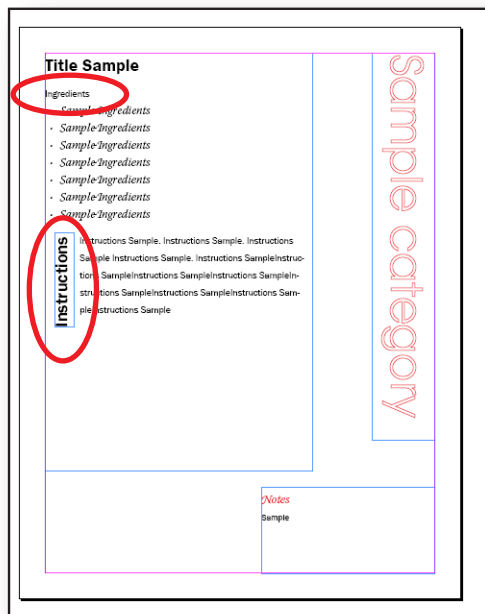 Title Sample
Ingredients
· Sample Ingredients
· Sample Ingredients
· Sample Ingredients
· Sample Ingredients
· Sample Ingredients
· Sample Ingredients
· Sample Ingredients
Instructions
Instructions Sample. Instructions Sample. Instructions
Sample Instructions Sample. Instructions SampleInstruc-
tions SampleInstructions SampleInstructions SampleIn-
structions SampleInstructions SampleInstructions Sam-
pleInstructions Sample
Sample category
Notes
Sample